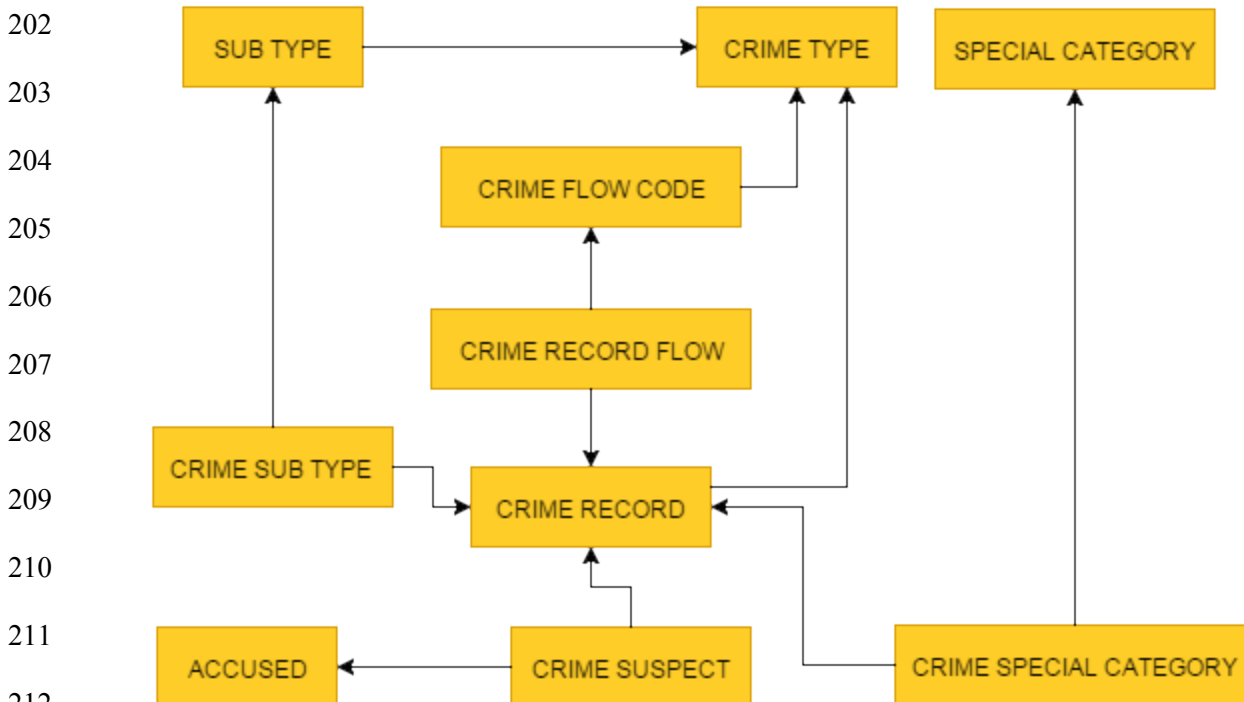 202
SUB TYPE
CRIME TYPE
SPECIAL CATEGORY
203
204
CRIME FLOW CODE
205
206
CRIME RECORD FLOW
207
208
CRIME SUB TYPE
209
CRIME RECORD
210
211
ACCUSED
CRIME SUSPECT
CRIME SPECIAL CATEGORY
212